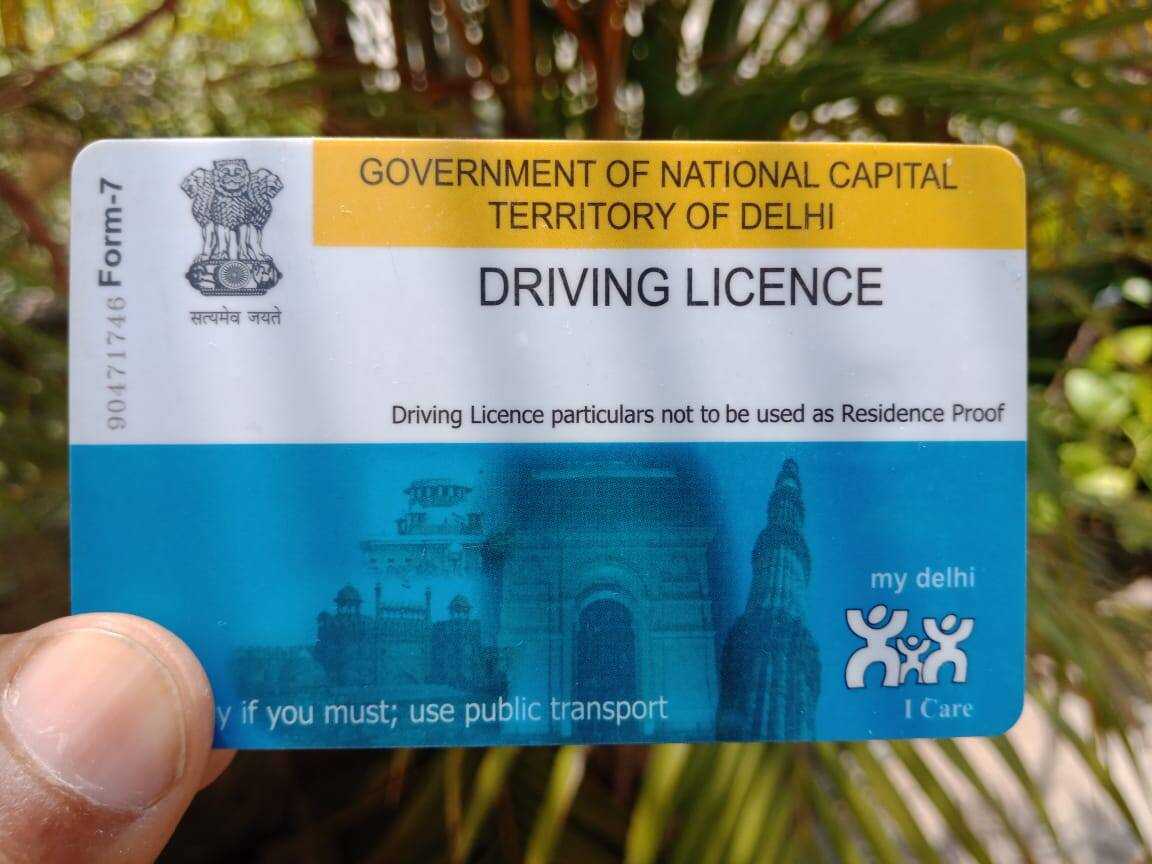 90471746 Form-7
सत्यमेव जयते
GOVERNMENT OF NATIONAL CAPITAL
TERRITORY OF DELHI
DRIVING LICENCE
Driving Licence particulars not to be used as Residence Proof
my delhi
I Care
if you must; use public transport